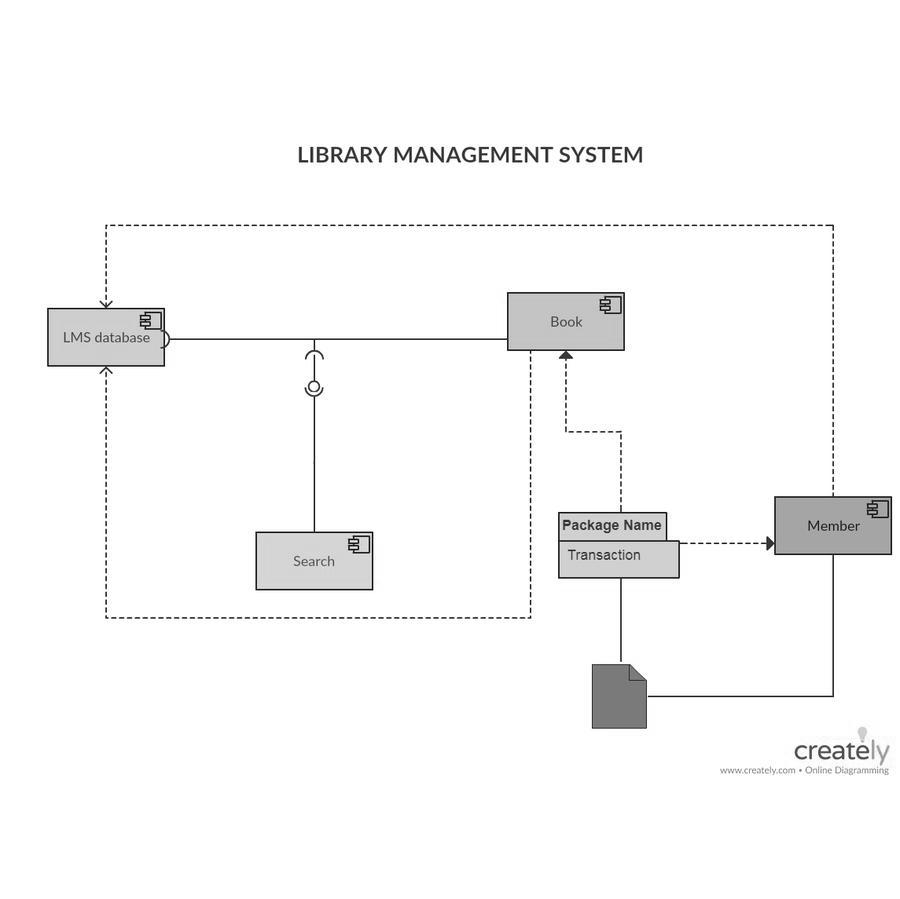 LIBRARY MANAGEMENT SYSTEM
LMS database
Book
Search
Package Name
Transaction
Member
creately
www.creately.com • Online Diagramming